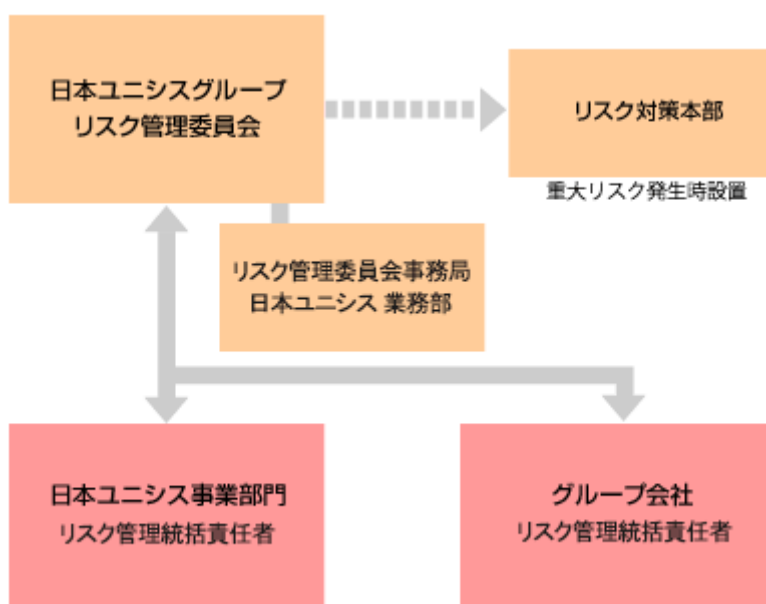 日本ユニシスグループ
リスク管理委員会
リスク対策本部
重大リスク発生時設置
リスク管理委員会事務局
日本ユニシス 業務部
日本ユニシス事業部門
リスク管理統括責任者
グループ会社
リスク管理統括責任者